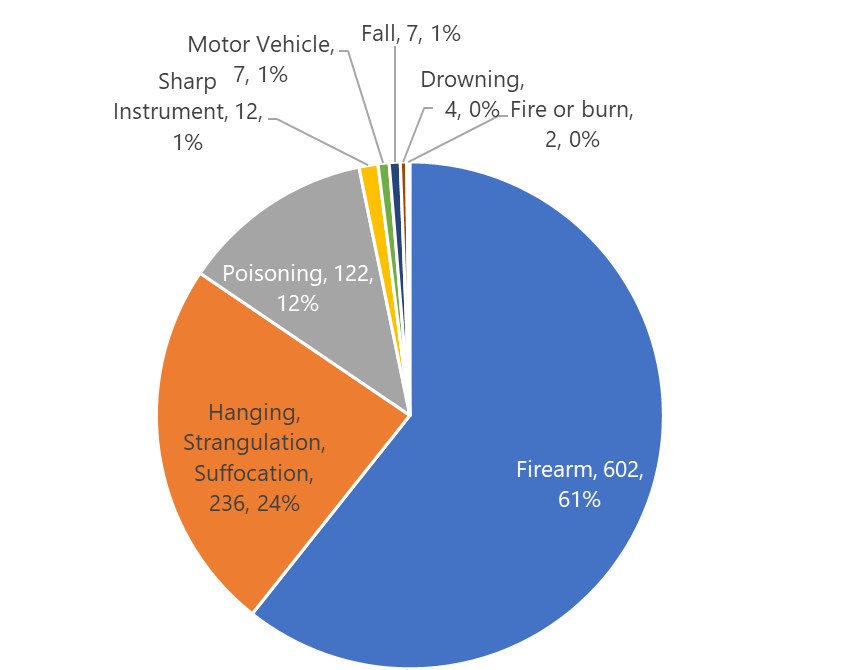 Fall, 7, 1%
Motor Vehicle,
7, 1%
Sharp
Instrument, 12,
1%
Drowning,
4, 0%
Fire or burn,
2, 0%
Poisoning, 122,
12%
Hanging,
Strangulation,
Suffocation,
236, 24%
Firearm, 602,
61%